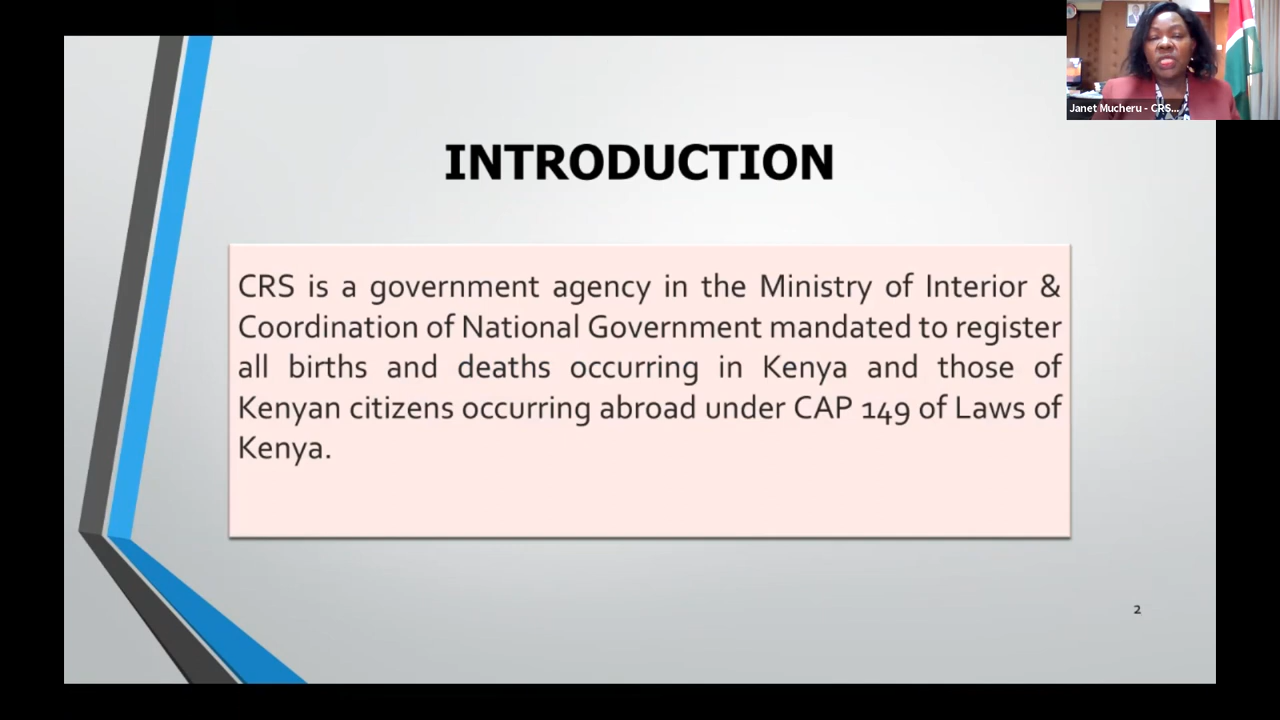 Janet Mucheru - CRS...
INTRODUCTION
CRS is a government agency in the Ministry of Interior &
Coordination of National Government mandated to register
all births and deaths occurring in Kenya and those of
Kenyan citizens occurring abroad under CAP 149 of Laws of
Kenya.
2